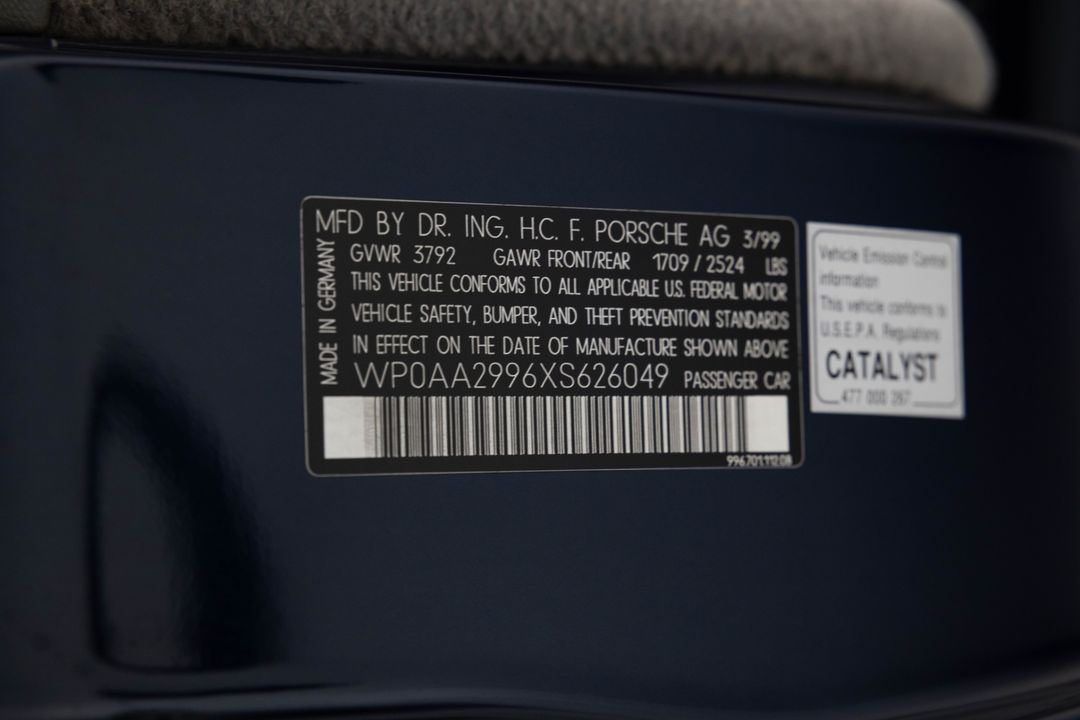 MFD BY DR. ING. H.C. F. PORSCHE AG 3/99
MADE IN GERMANY
GVWR 3792 GAWR FRONT/REAR 1709 / 2524 LBS
THIS VEHICLE CONFORMS TO ALL APPLICABLE U.S. FEDERAL MOTOR
VEHICLE SAFETY, BUMPER, AND THEFT PREVENTION STANDARDS
IN EFFECT ON THE DATE OF MANUFACTURE SHOWN ABOVE
WP0AA2996XS626049 PASSENGER CAR
996.701.112.08
Vehicle Emission Control
information
This vehicle conforms to
U.S.E.P.A. Regulations
CATALYST
477 000 267